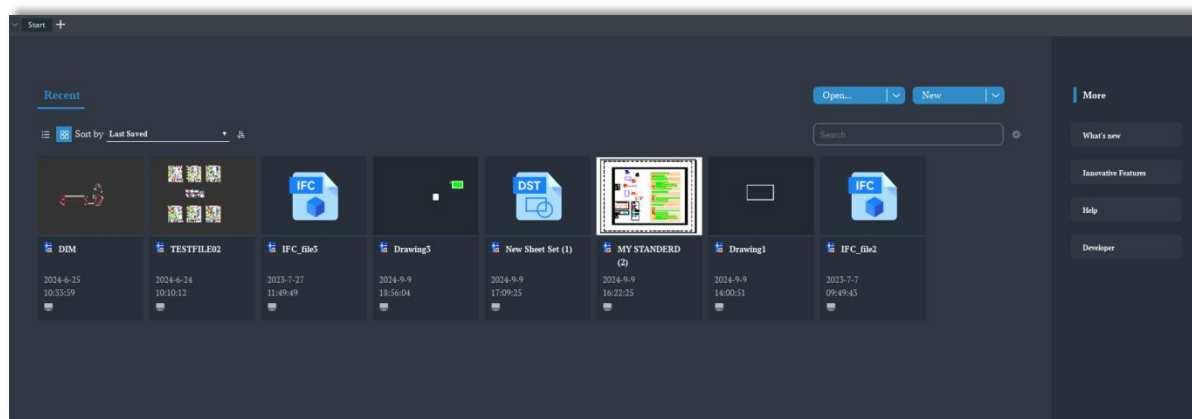 Start
Recent
Open...
New
Sort by Last Saved
Search
IFC
DST
IFC
DIM
TESTFILE02
IFC_file3
Drawing3
New Sheet Set (1)
MY STANDERD
(2)
Drawing1
IFC_file2
2024-6-25
10:33:59
2024-6-24
10:10:12
2023-7-27
11:49:49
2024-9-9
18:56:04
2024-9-9
17:09:25
2024-9-9
16:22:25
2024-9-9
14:00:51
2023-7-7
09:49:43
More
What's new
Innovative Features
Help
Developer